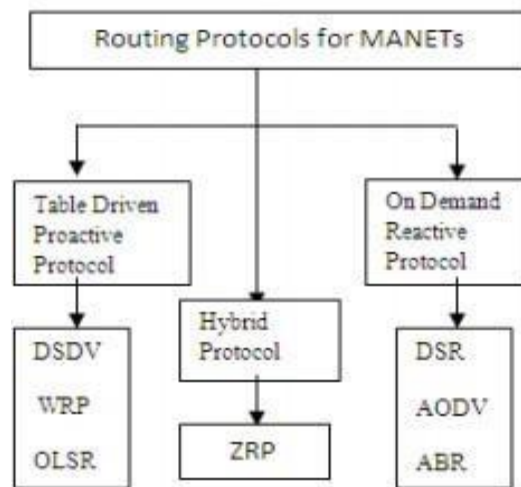 Routing Protocols for MANETs
Table Driven
Proactive
Protocol
On Demand
Reactive
Protocol
Hybrid
Protocol
DSDV
WRP
OLSR
ZRP
DSR
AODV
ABR